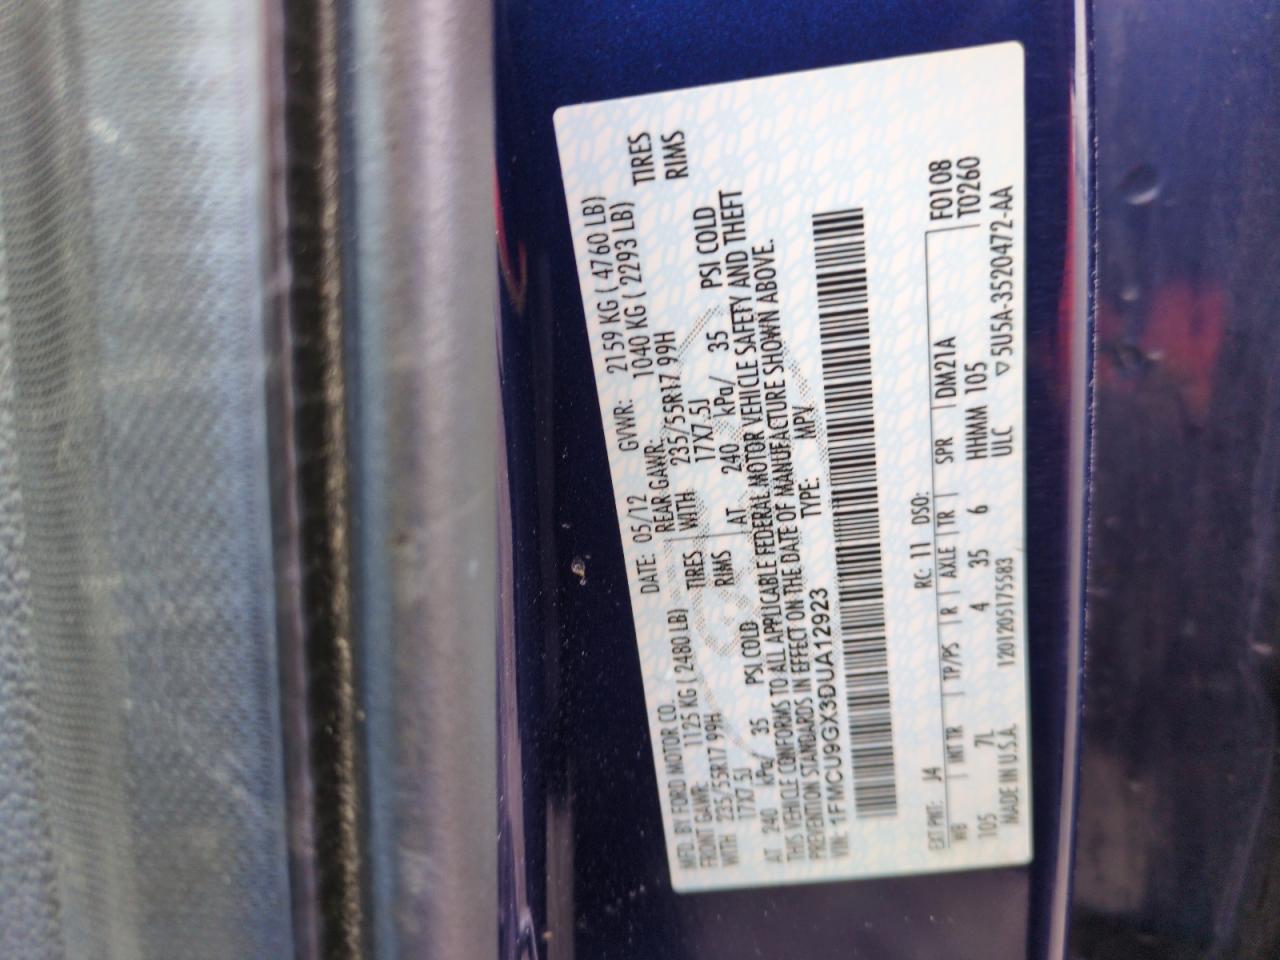 MFD. BY FORD MOTOR CO. DATE: 05/12 GVWR: 2159 KG ( 4760 LB)
FRONT GAWR: 1125 KG ( 2480 LB) REAR GAWR: 1040 KG ( 2293 LB)
WITH 235/55R17 99H TIRES WITH 235/55R17 99H TIRES
17X7.5J RIMS 17X7.5J RIMS
AT 240 kPa/ 35 PSI COLD AT 240 kPa/ 35 PSI COLD
THIS VEHICLE CONFORMS TO ALL APPLICABLE FEDERAL MOTOR VEHICLE SAFETY AND THEFT
PREVENTION STANDARDS IN EFFECT ON THE DATE OF MANUFACTURE SHOWN ABOVE.
VIN: 1FMCU9GX3DUA12923 TYPE: MPV
F0108
T0260
EXT PNT: J4 RC: 11 DSO:
WB INT TR TP/PS R AXLE TR SPR DM21A
105 7L 4 35 6 HHMM 105
MADE IN U.S.A. 120120517S583 ULC ▽5U5A-3520472-AA